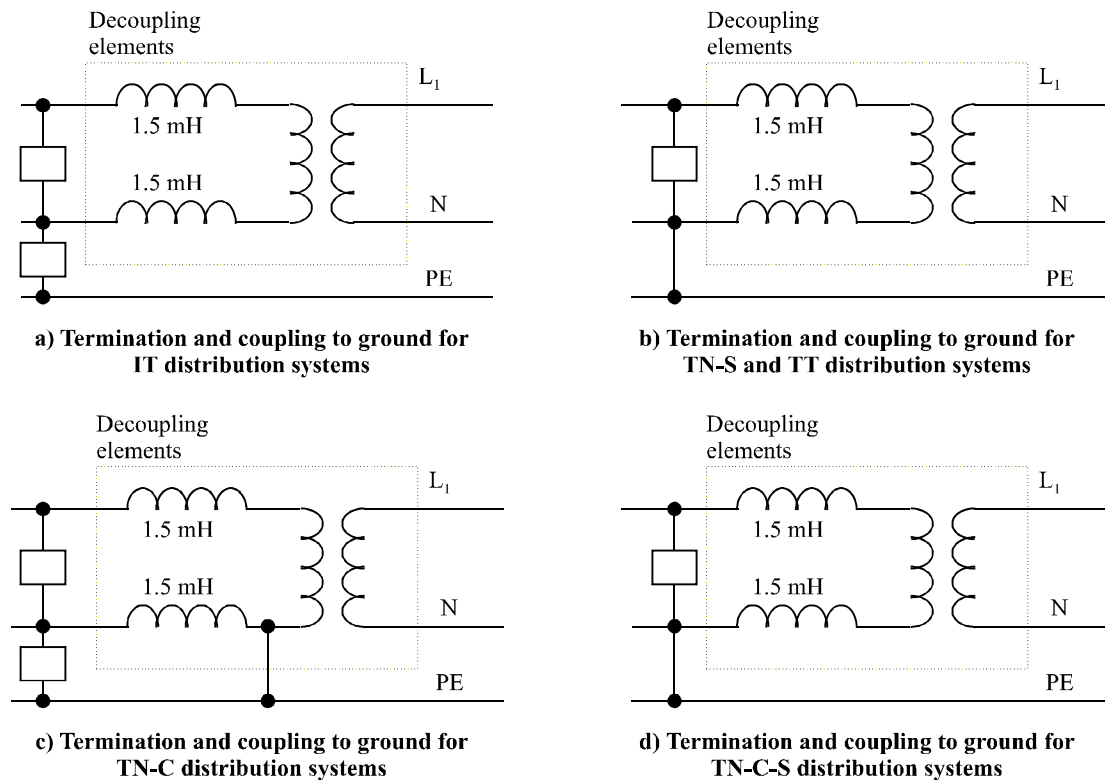 Decoupling
elements
L1
1.5 mH
1.5 mH
N
PE
a) Termination and coupling to ground for
IT distribution systems
Decoupling
elements
L1
1.5 mH
1.5 mH
N
PE
b) Termination and coupling to ground for
TN-S and TT distribution systems
Decoupling
elements
L1
1.5 mH
1.5 mH
N
PE
c) Termination and coupling to ground for
TN-C distribution systems
Decoupling
elements
L1
1.5 mH
1.5 mH
N
PE
d) Termination and coupling to ground for
TN-C-S distribution systems